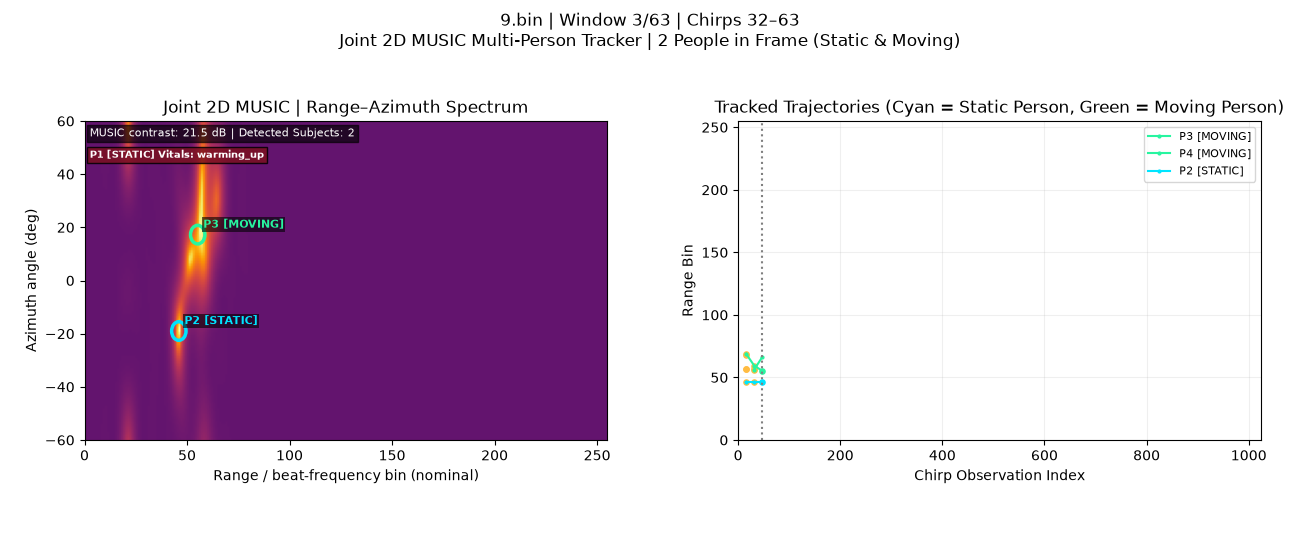 9.bin | Window 3/63 | Chirps 32–63
Joint 2D MUSIC Multi-Person Tracker | 2 People in Frame (Static & Moving)
Joint 2D MUSIC | Range–Azimuth Spectrum
MUSIC contrast: 21.5 dB | Detected Subjects: 2
P1 [STATIC] Vitals: warming_up
P3 [MOVING]
P2 [STATIC]
60
40
20
0
−20
−40
−60
Azimuth angle (deg)
0 50 100 150 200 250
Range / beat-frequency bin (nominal)
Tracked Trajectories (Cyan = Static Person, Green = Moving Person)
P3 [MOVING]
P4 [MOVING]
P2 [STATIC]
250
200
150
100
50
0
Range Bin
0 200 400 600 800 1000
Chirp Observation Index